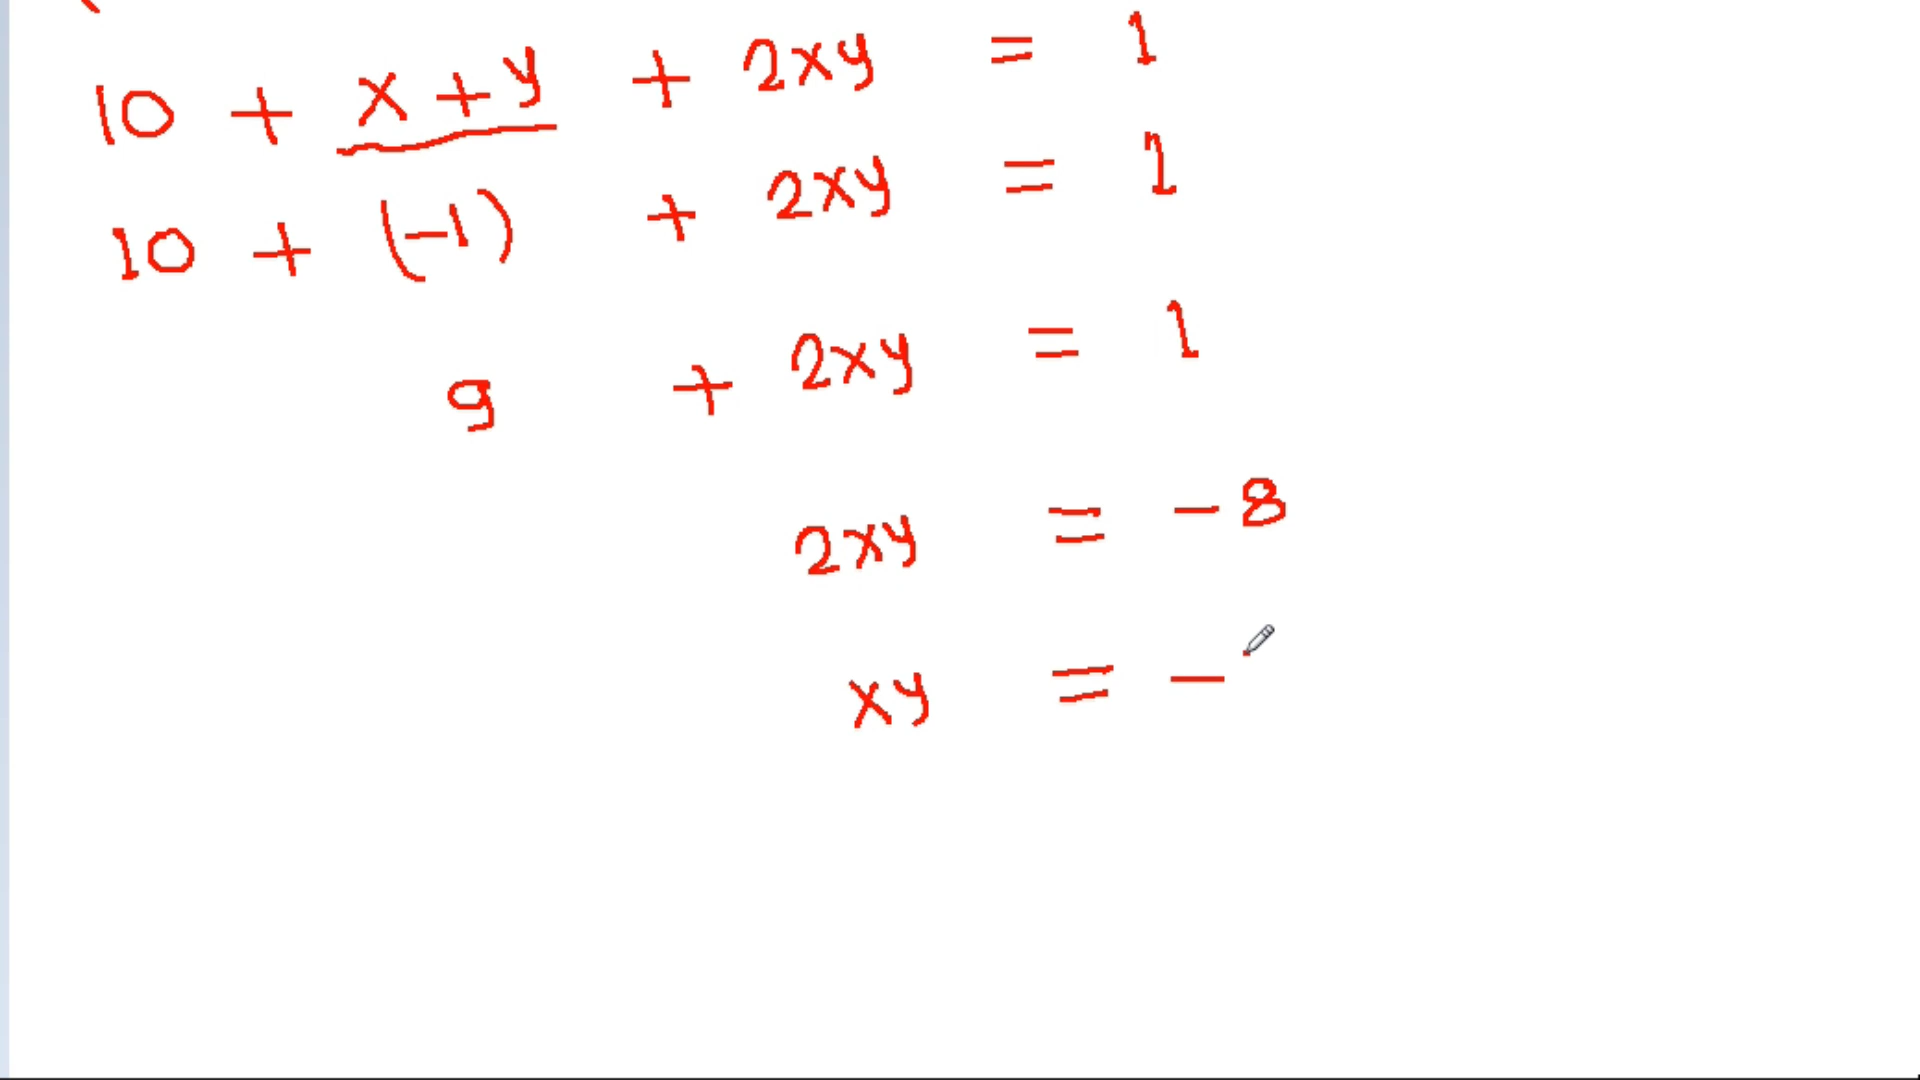 10 + x + y + 2xy = 1
10 + (-1) + 2xy = 1
9 + 2xy = 1
2xy = - 8
xy = -